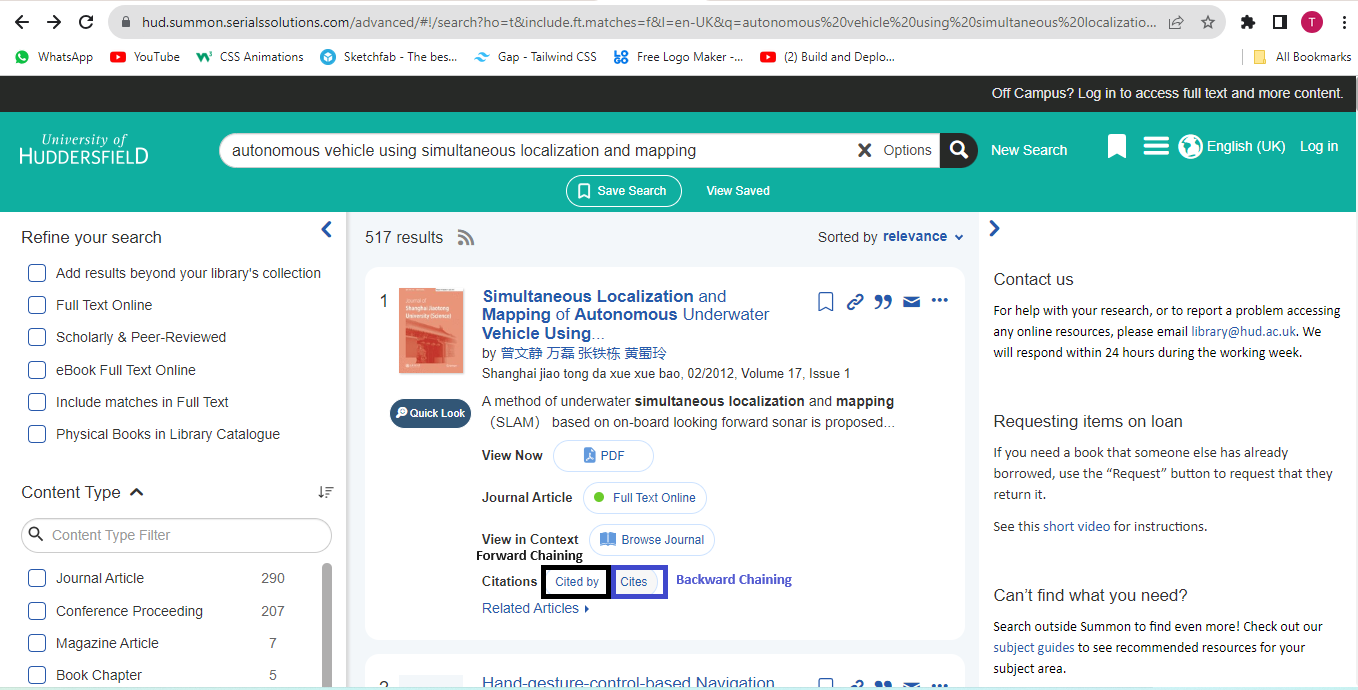 hud.summon.serialssolutions.com/advanced/#!/search?ho=t&include.ft.matches=f&l=en-UK&q=autonomous%20vehicle%20using%20simultaneous%20localizatio...
T
WhatsApp
YouTube
CSS Animations
Sketchfab - The bes...
Gap - Tailwind CSS
Free Logo Maker -...
(2) Build and Deplo...
All Bookmarks
Off Campus? Log in to access full text and more content.
University of
HUDDERSFIELD
autonomous vehicle using simultaneous localization and mapping
Options
New Search
English (UK)
Log in
Save Search
View Saved
Refine your search
Add results beyond your library's collection
Full Text Online
Scholarly & Peer-Reviewed
eBook Full Text Online
Include matches in Full Text
Physical Books in Library Catalogue
Content Type
Content Type Filter
Journal Article 290
Conference Proceeding 207
Magazine Article 7
Book Chapter 5
517 results
Sorted by relevance
1
Journal of
Shanghai Jiaotong
University (Science)
Simultaneous Localization and
Mapping of Autonomous Underwater
Vehicle Using...
by 曾文静 万磊 张铁栋 黄蜀玲
Shanghai jiao tong da xue xue bao, 02/2012, Volume 17, Issue 1
Quick Look
A method of underwater simultaneous localization and mapping
（SLAM） based on on-board looking forward sonar is proposed...
View Now PDF
Journal Article Full Text Online
View in Context Browse Journal
Forward Chaining
Citations Cited by Cites Backward Chaining
Related Articles
2
Hand-gesture-control-based Navigation
Contact us
For help with your research, or to report a problem accessing
any online resources, please email library@hud.ac.uk. We
will respond within 24 hours during the working week.
Requesting items on loan
If you need a book that someone else has already
borrowed, use the “Request” button to request that they
return it.
See this short video for instructions.
Can’t find what you need?
Search outside Summon to find even more! Check out our
subject guides to see recommended resources for your
subject area.